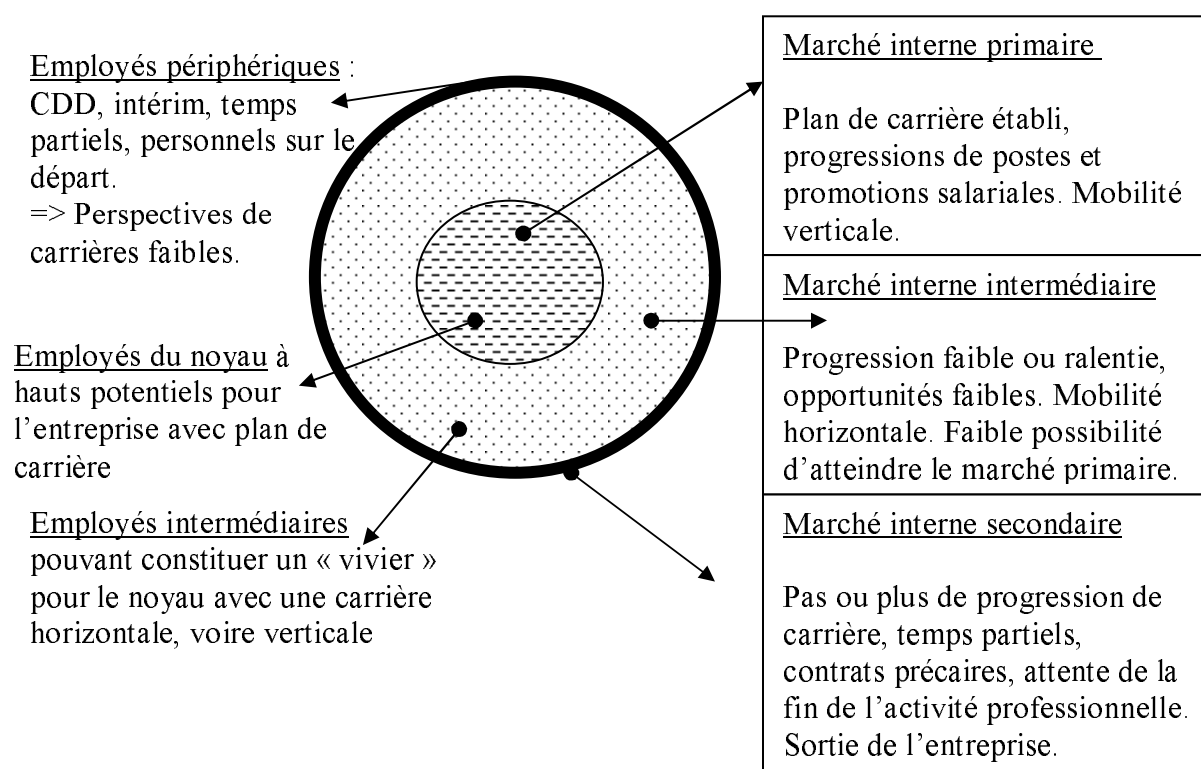 Employés périphériques :
CDD, intérim, temps
partiels, personnels sur le
départ.
=> Perspectives de
carrières faibles.
Employés du noyau à
hauts potentiels pour
l’entreprise avec plan de
carrière
Employés intermédiaires
pouvant constituer un « vivier »
pour le noyau avec une carrière
horizontale, voire verticale
Marché interne primaire
Plan de carrière établi,
progressions de postes et
promotions salariales. Mobilité
verticale.
Marché interne intermédiaire
Progression faible ou ralentie,
opportunités faibles. Mobilité
horizontale. Faible possibilité
d’atteindre le marché primaire.
Marché interne secondaire
Pas ou plus de progression de
carrière, temps partiels,
contrats précaires, attente de la
fin de l’activité professionnelle.
Sortie de l’entreprise.